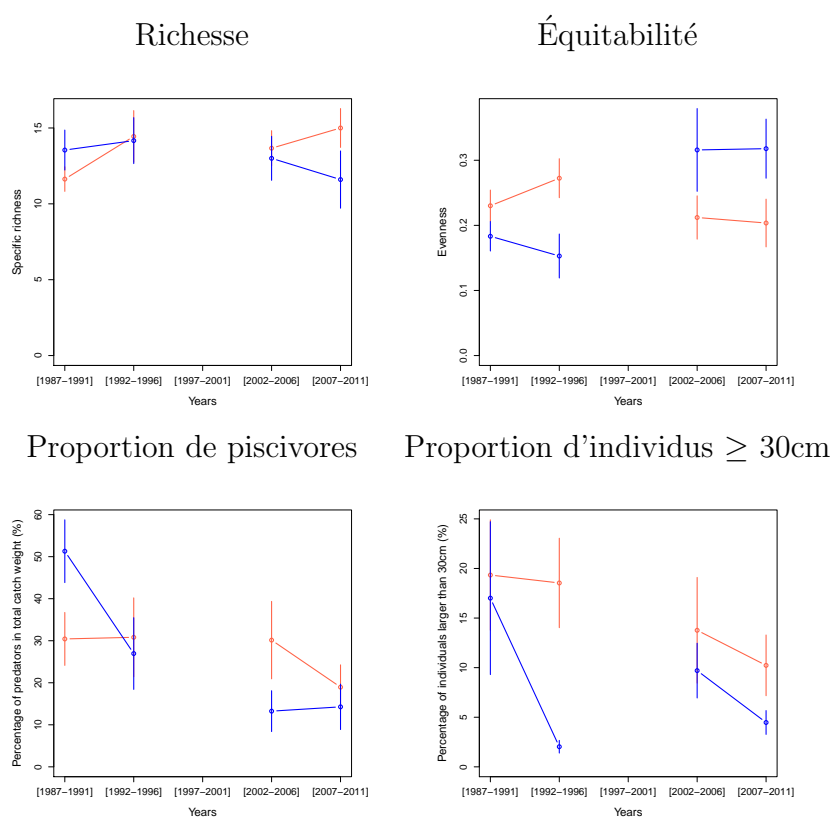 Richesse
Équitabilité
Specific richness
0 5 10 15
[1987−1991] [1992−1996] [1997−2001] [2002−2006] [2007−2011]
Years
Evenness
0.0 0.1 0.2 0.3
[1987−1991] [1992−1996] [1997−2001] [2002−2006] [2007−2011]
Years
Proportion de piscivores
Proportion d'individus ≥ 30cm
Percentage of predators in total catch weight (%)
0 10 20 30 40 50 60
[1987−1991] [1992−1996] [1997−2001] [2002−2006] [2007−2011]
Years
Percentage of individuals larger than 30cm (%)
0 5 10 15 20 25
[1987−1991] [1992−1996] [1997−2001] [2002−2006] [2007−2011]
Years